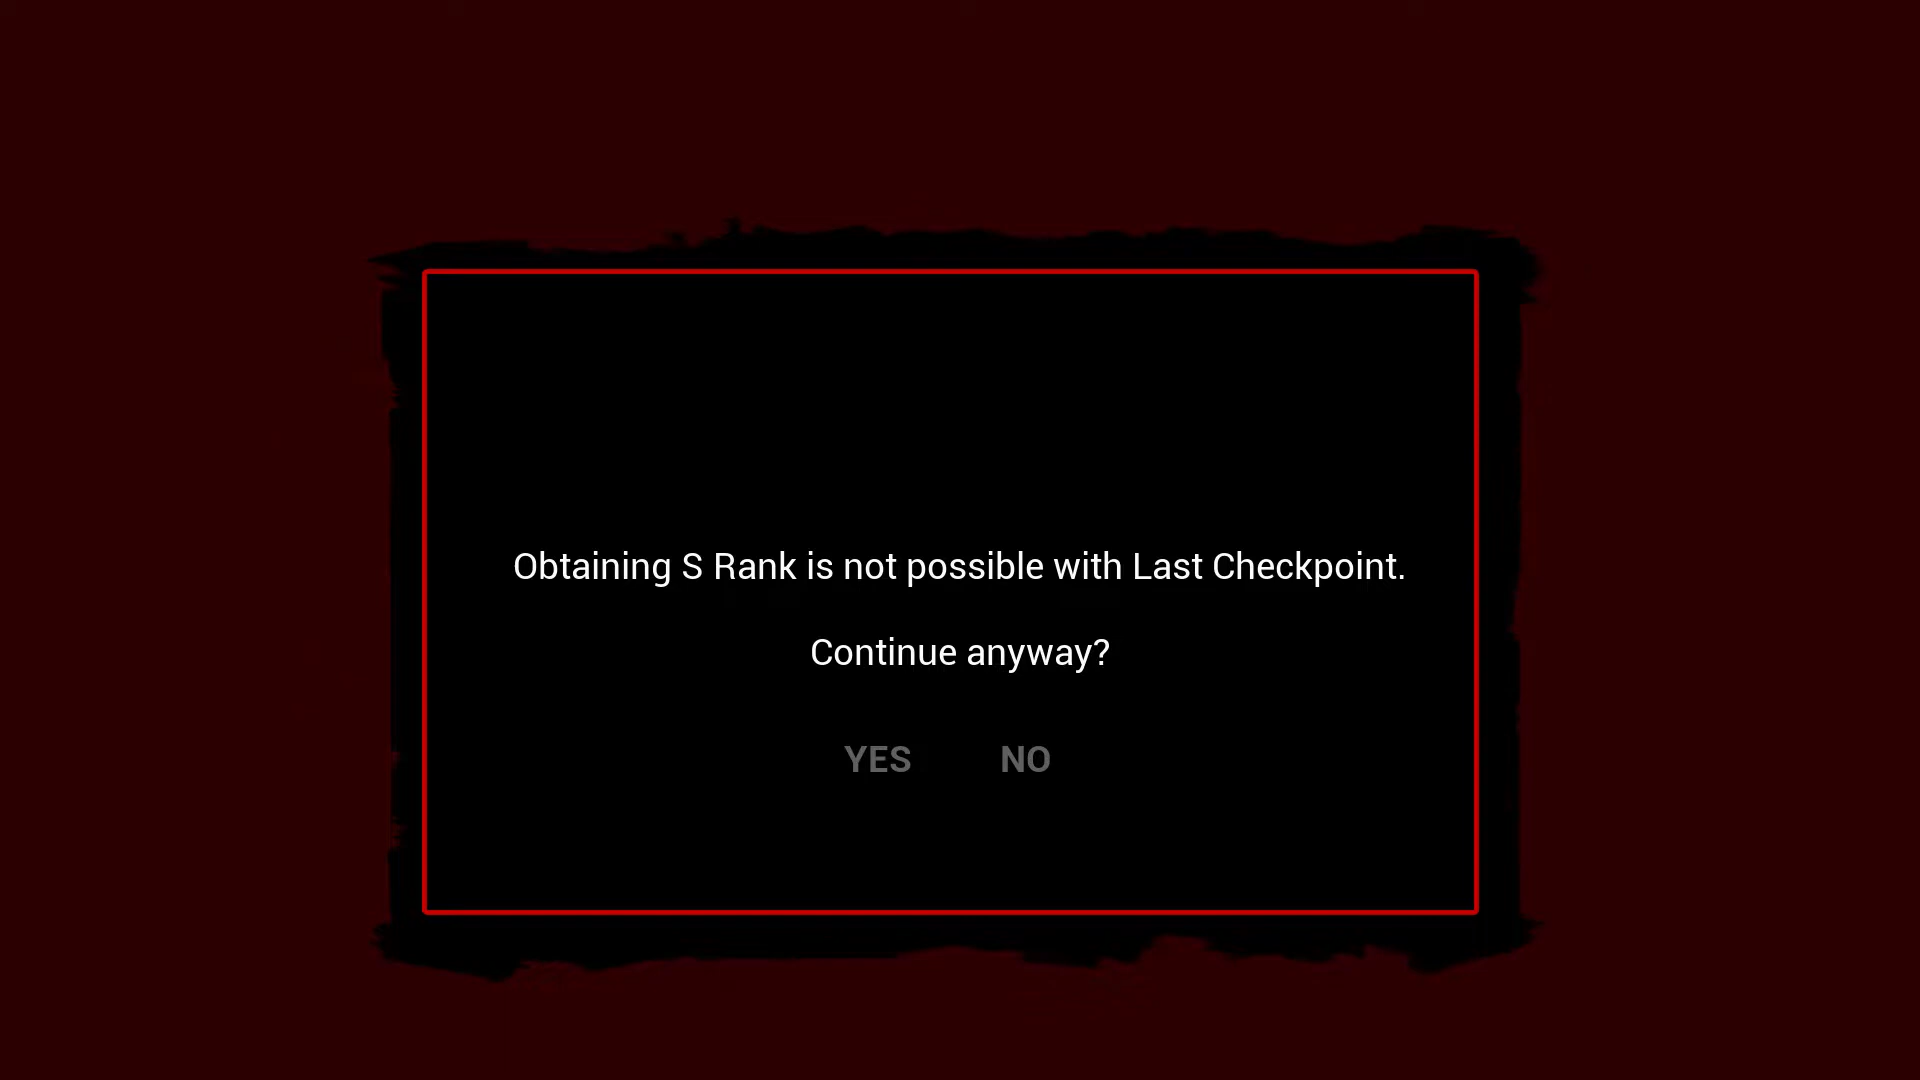 Obtaining S Rank is not possible with Last Checkpoint.
Continue anyway?
YES NO